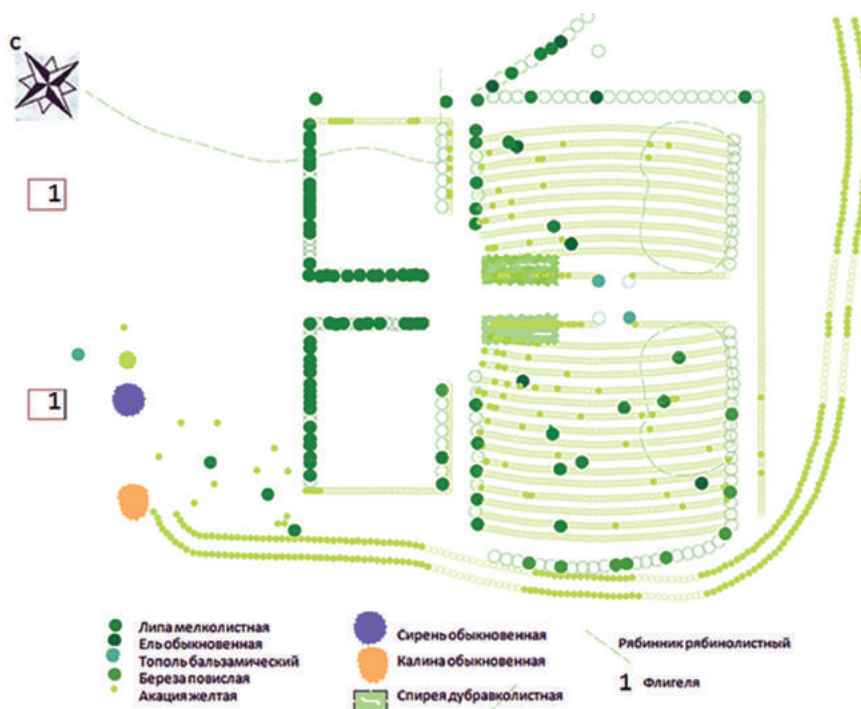 С
1
1
Липа мелколистная
Ель обыкновенная
Тополь бальзамический
Береза повислая
Акация желтая
Сирень обыкновенная
Калина обыкновенная
Спирея дубравколистная
Рябинник рябинолистный
1 Флигеля